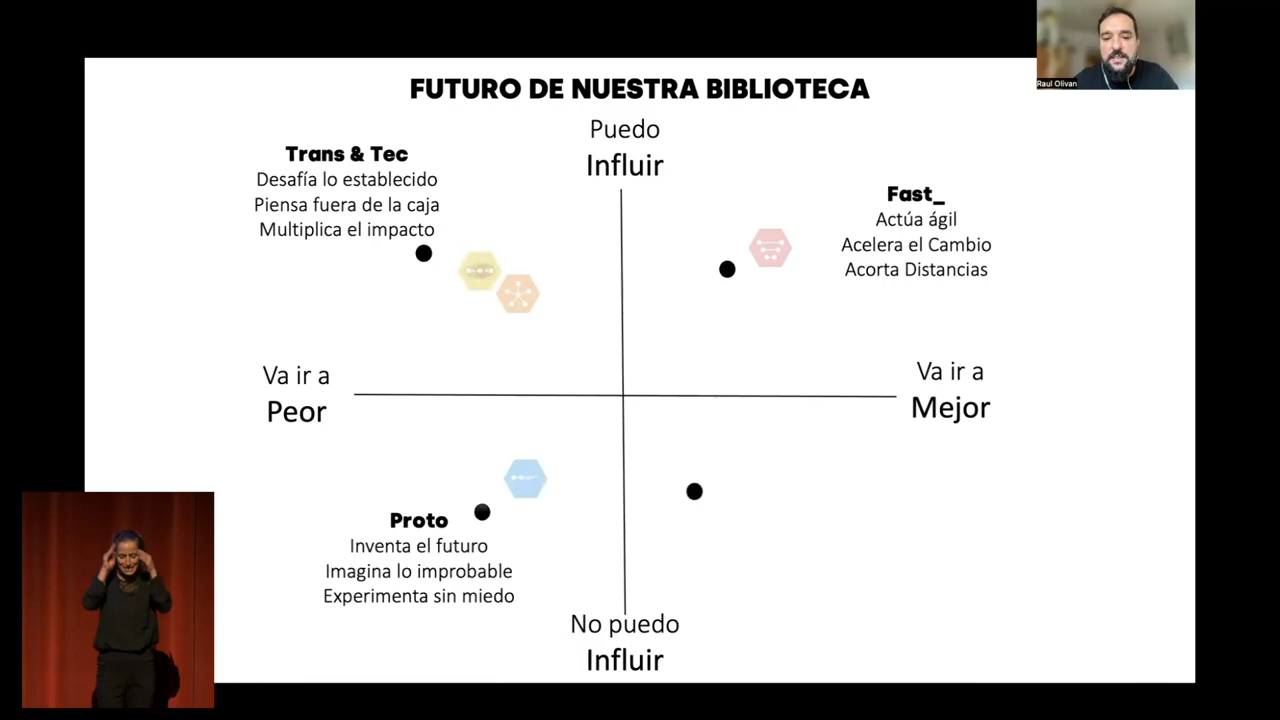 FUTURO DE NUESTRA BIBLIOTECA
Raul Olivan
Puedo
Influir
Trans & Tec
Desafía lo establecido
Piensa fuera de la caja
Multiplica el impacto
Fast_
Actúa ágil
Acelera el Cambio
Acorta Distancias
Va ir a
Peor
Va ir a
Mejor
Proto
Inventa el futuro
Imagina lo improbable
Experimenta sin miedo
No puedo
Influir